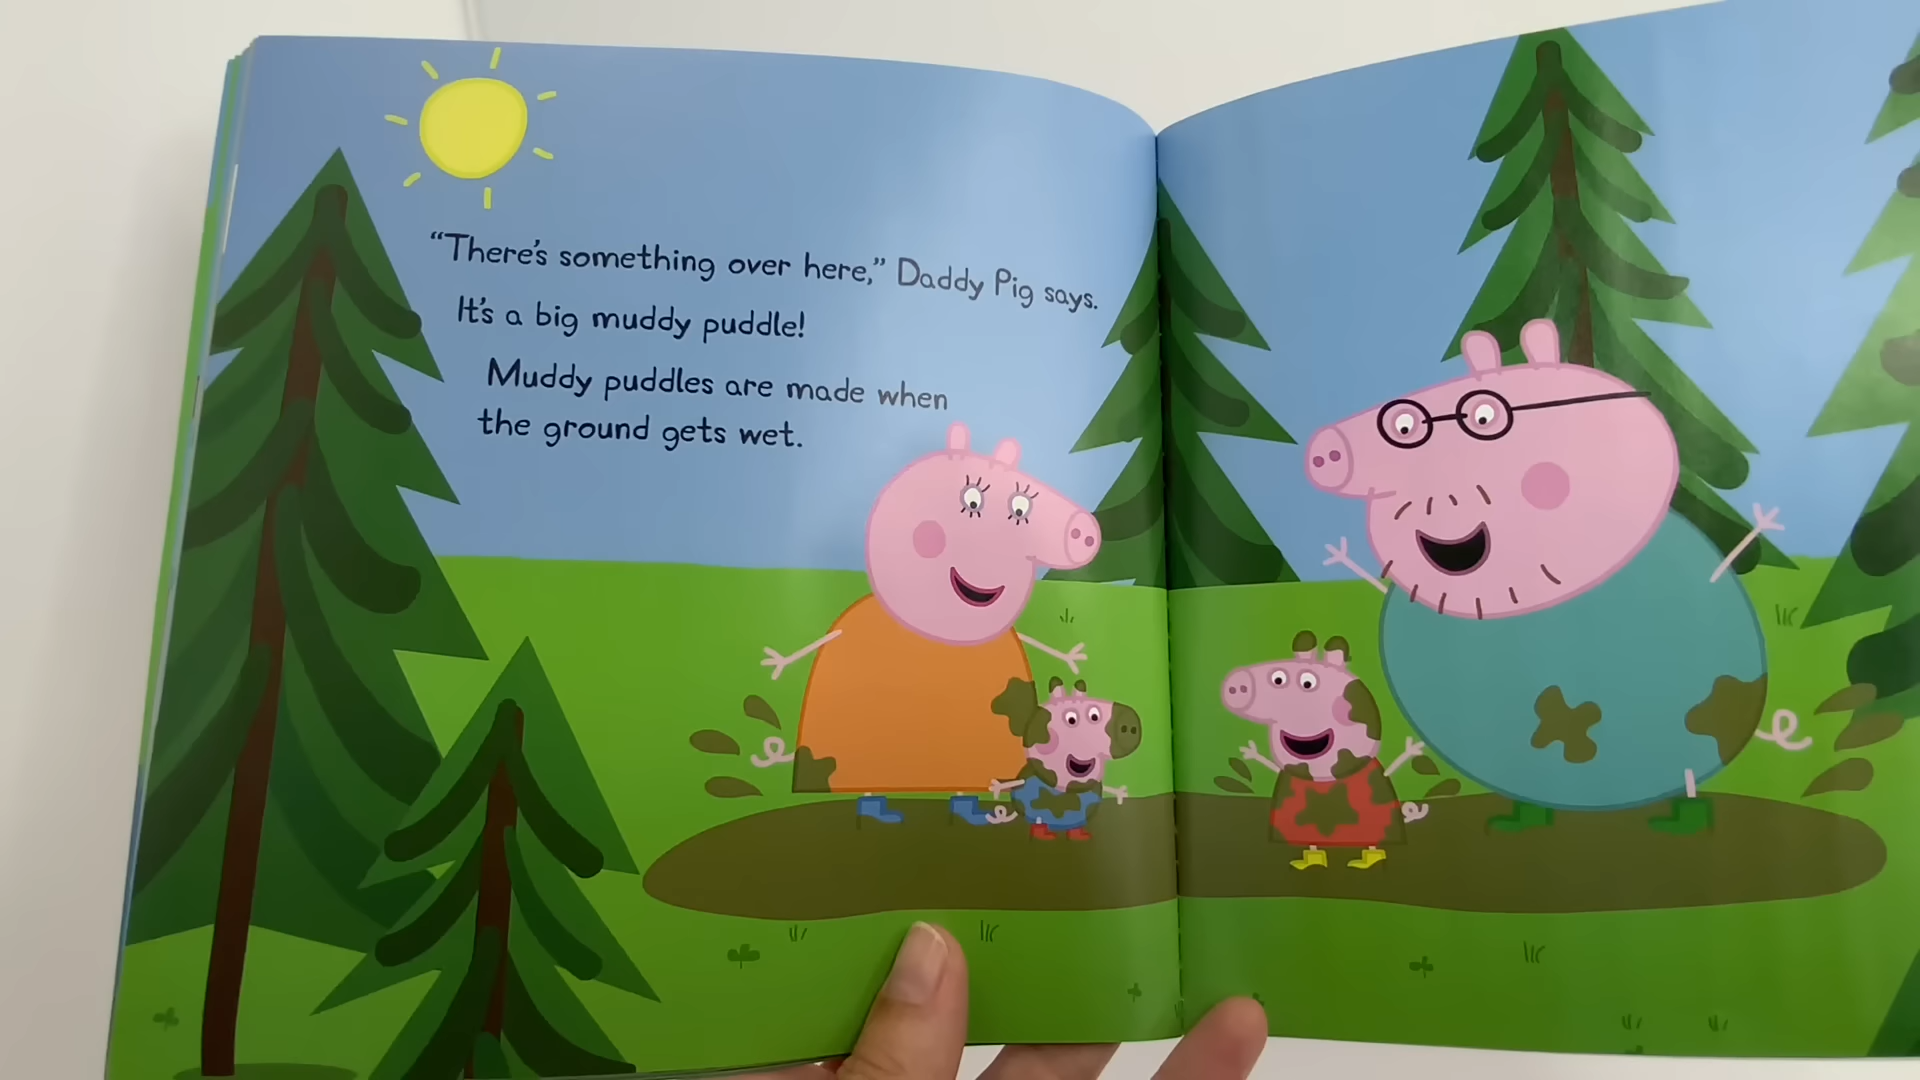 “There’s something over here,” Daddy Pig says.
It’s a big muddy puddle!
Muddy puddles are made when
the ground gets wet.